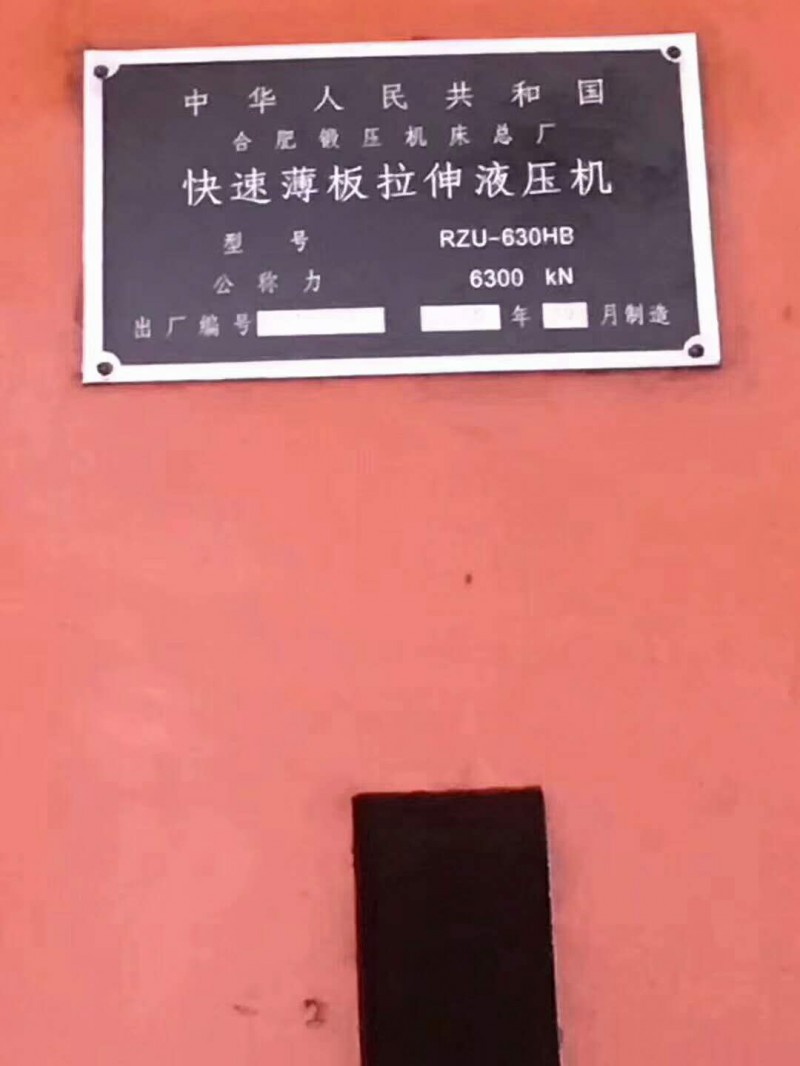 中华人民共和国
合肥锻压机床总厂
快速薄板拉伸液压机
型号 RZU-630HB
公称力 6300 kN
出厂编号 年 月制造
2